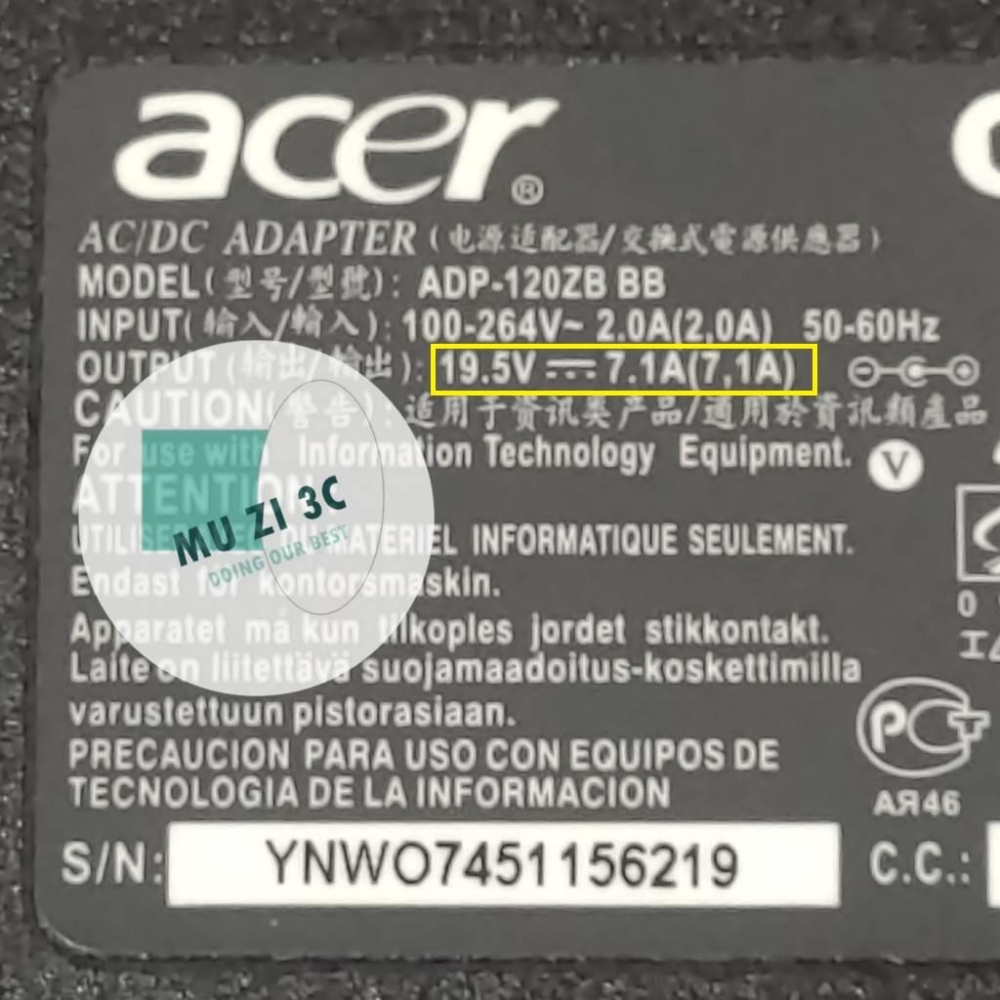 acer®
AC/DC ADAPTER (电源适配器/交換式電源供應器)
MODEL(型号/型號): ADP-120ZB BB
INPUT(输入/輸入): 100-264V~ 2.0A(2,0A) 50-60Hz
OUTPUT (输出/輸出): 19.5V ⎓ 7.1A(7,1A)
CAUTION(警告): 适用于资讯类产品/適用於資訊類產品
For use with Information Technology Equipment. V
ATTENTION
UTILISER MATERIEL INFORMATIQUE SEULEMENT.
MU ZI 3C
DOING OUR BEST
Endast for kontorsmaskin.
Apparatet må kun tilkoples jordet stikkontakt.
Laite on liitettävä suojamaadoitus-koskettimilla
varustettuun pistorasiaan.
PRECAUCION PARA USO CON EQUIPOS DE
TECNOLOGIA DE LA INFORMACION
АЯ46
S/N: YNWO7451156219 C.C.: